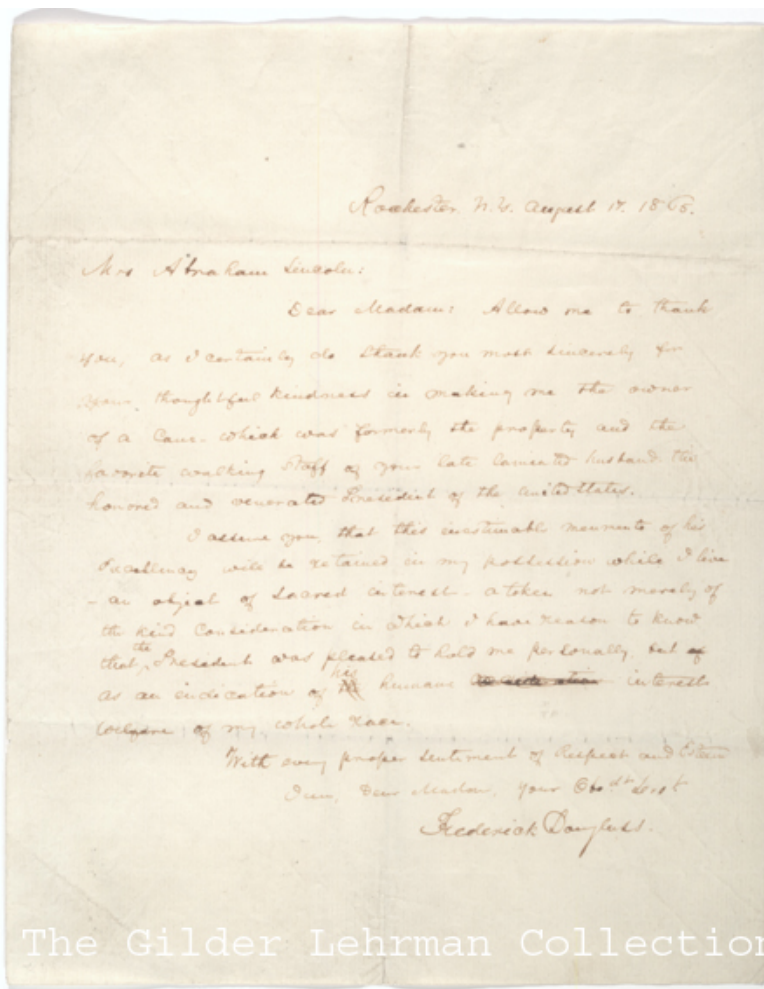 Rochester. N.Y. August 17. 1865.
Mrs Abraham Lincoln:
Dear Madam: Allow me to thank
you, as I certainly do thank you most sincerely for
your thoughtful kindness in making me the owner
of a Cane- which was formerly the property and the
favorite walking Staff of your late lamented husband the
honored and venerated President of the United States.
I assure you, that this inestimable memento of his
Excellency will be retained in my possession while I live
- an object of sacred interest - a token not merely of
the kind Consideration in which I have reason to know
that the President was pleased to hold me personally, but as
as an indication of his humane interest
welfare of my whole race.
With every proper sentiment of Respect and Esteem
I am, Dear Madam, your Obdt Servt
Frederick Douglass.
The Gilder Lehrman Collection